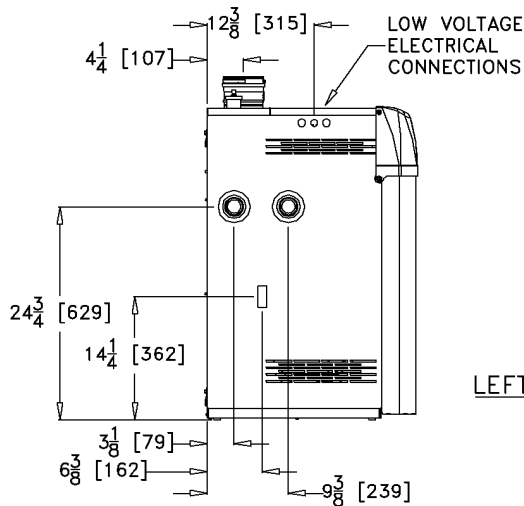 12 3/8 [315]
LOW VOLTAGE
ELECTRICAL
CONNECTIONS
4 1/4 [107]
24 3/4 [629]
14 1/4 [362]
LEFT
3 1/8 [79]
6 3/8 [162]
9 3/8 [239]